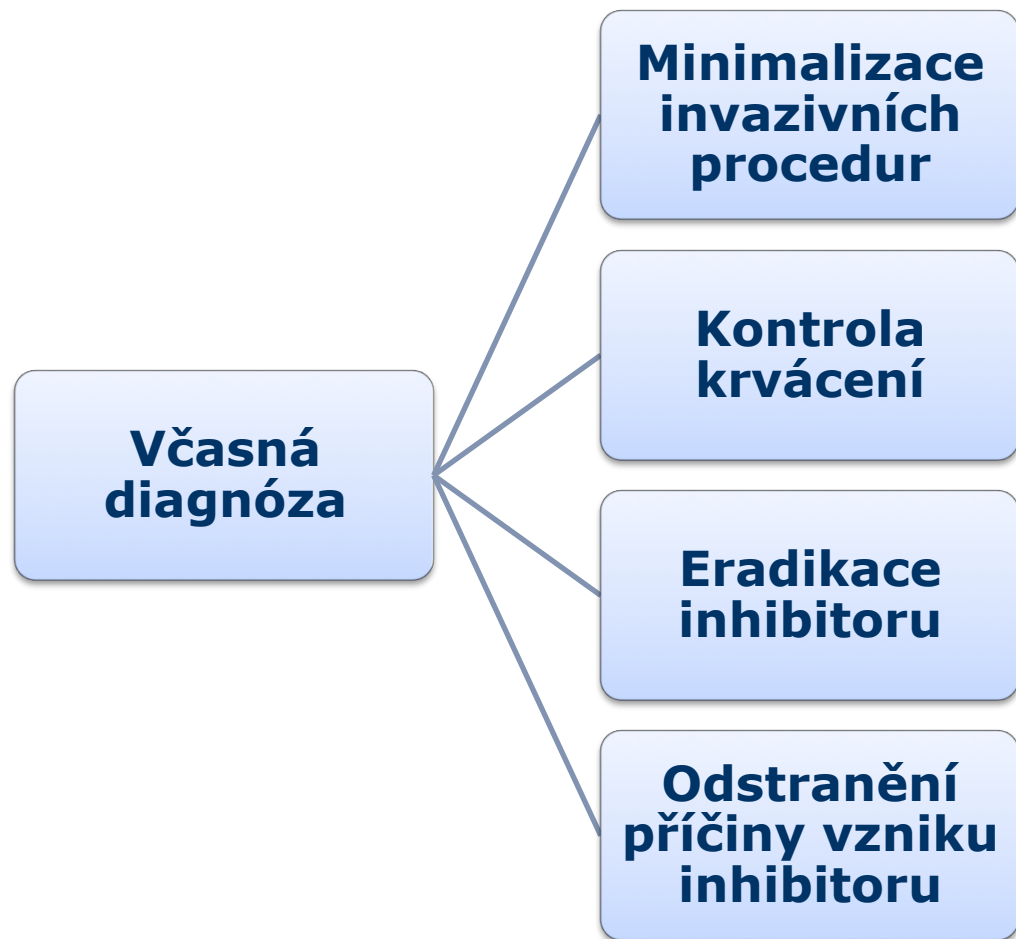 Minimalizace
invazivních
procedur
Kontrola
krvácení
Včasná
diagnóza
Eradikace
inhibitoru
Odstranění
příčiny vzniku
inhibitoru